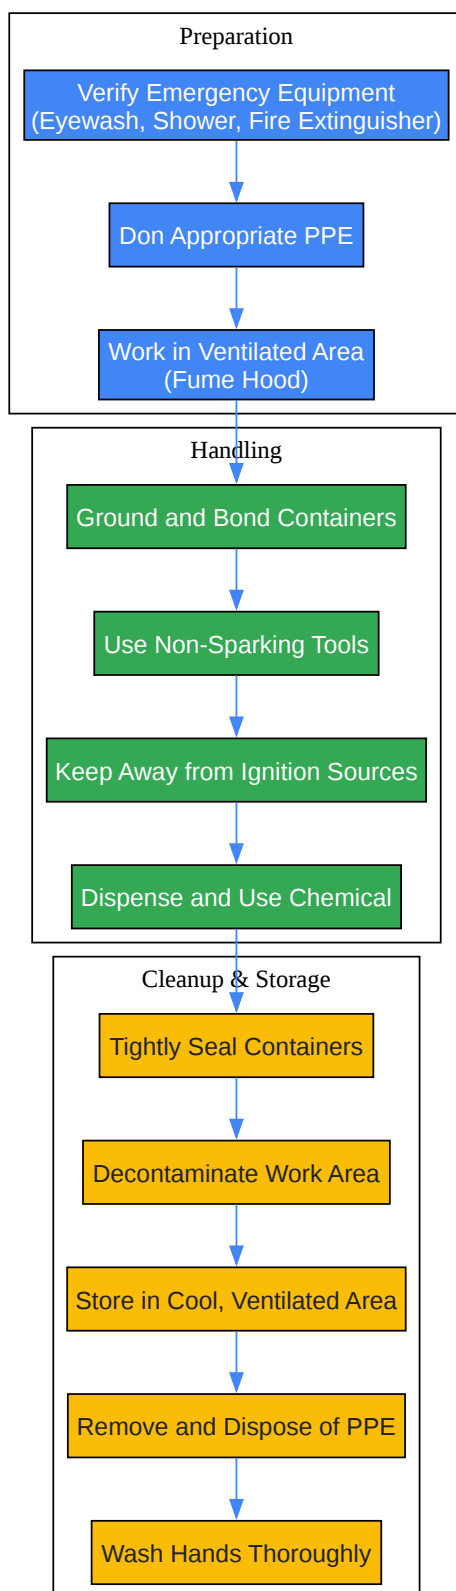 Preparation
Verify Emergency Equipment
(Eyewash, Shower, Fire Extinguisher)
Don Appropriate PPE
Work in Ventilated Area
(Fume Hood)
Handling
Ground and Bond Containers
Use Non-Sparking Tools
Keep Away from Ignition Sources
Dispense and Use Chemical
Cleanup & Storage
Tightly Seal Containers
Decontaminate Work Area
Store in Cool, Ventilated Area
Remove and Dispose of PPE
Wash Hands Thoroughly